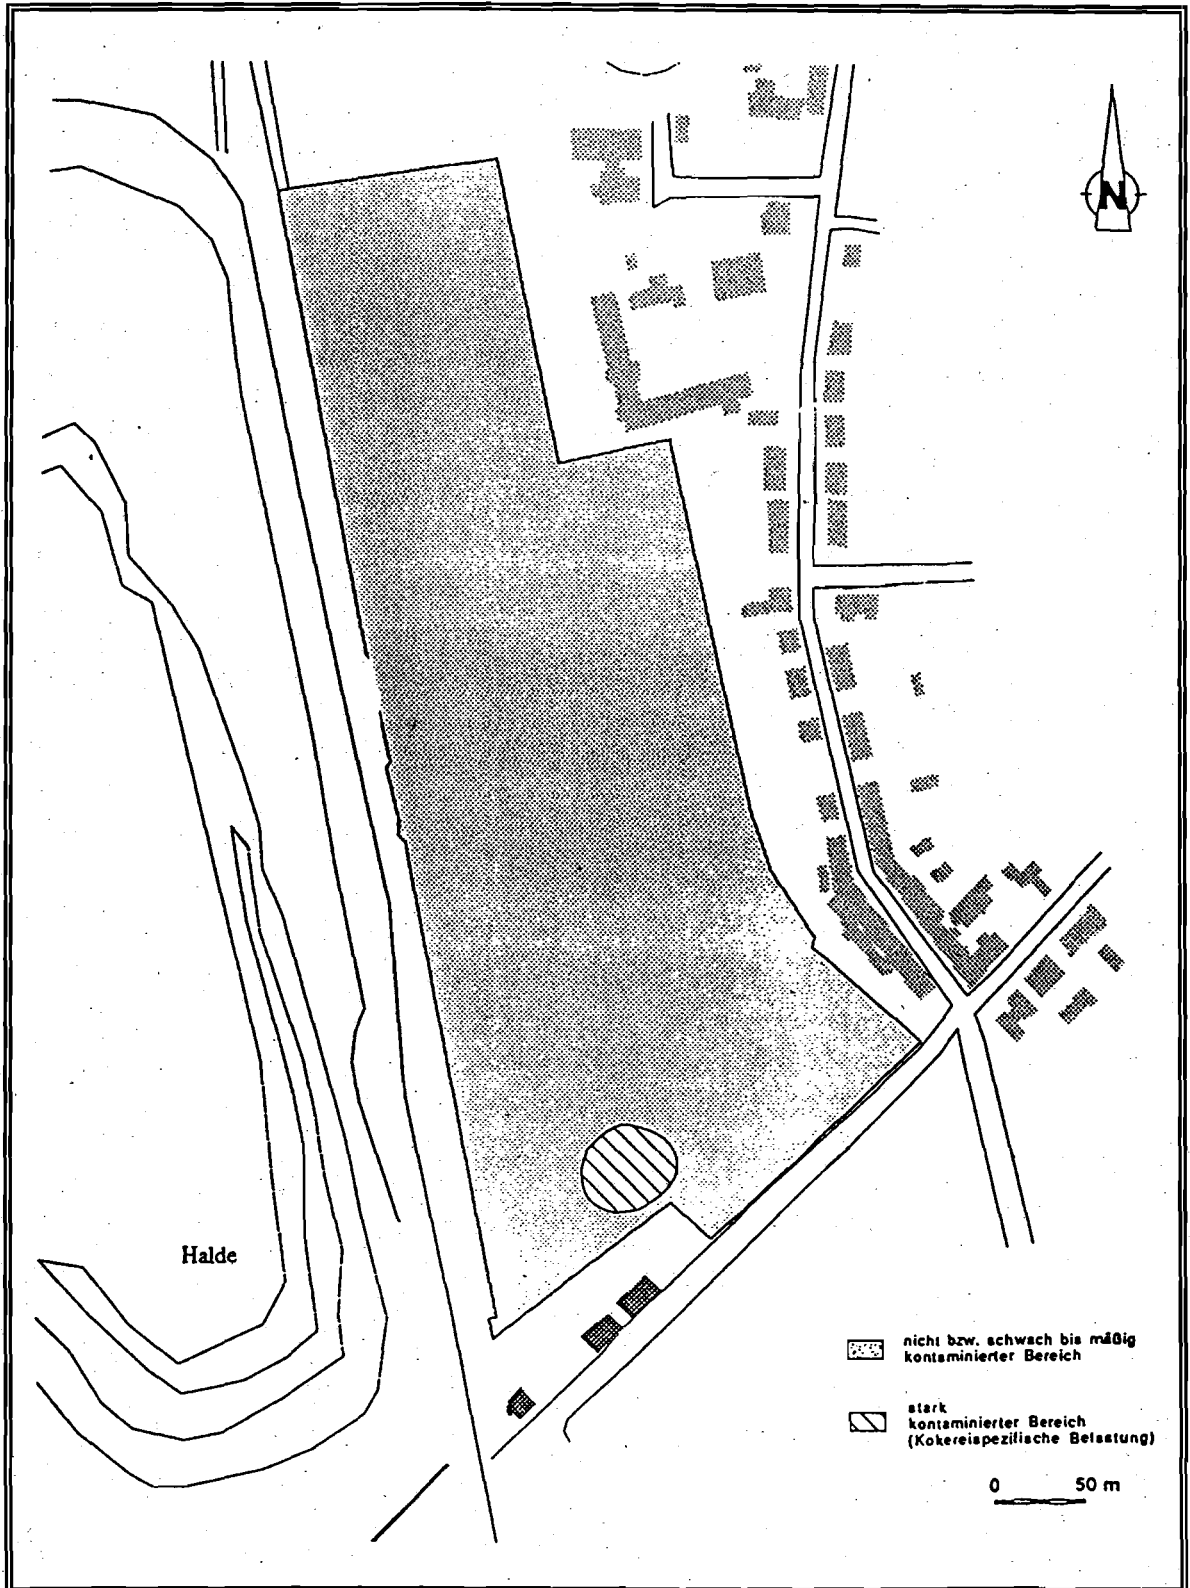 N
Halde
nicht bzw. schwach bis mäßig
kontaminierter Bereich
stark
kontaminierter Bereich
(Kokereispezifische Belastung)
0 50 m